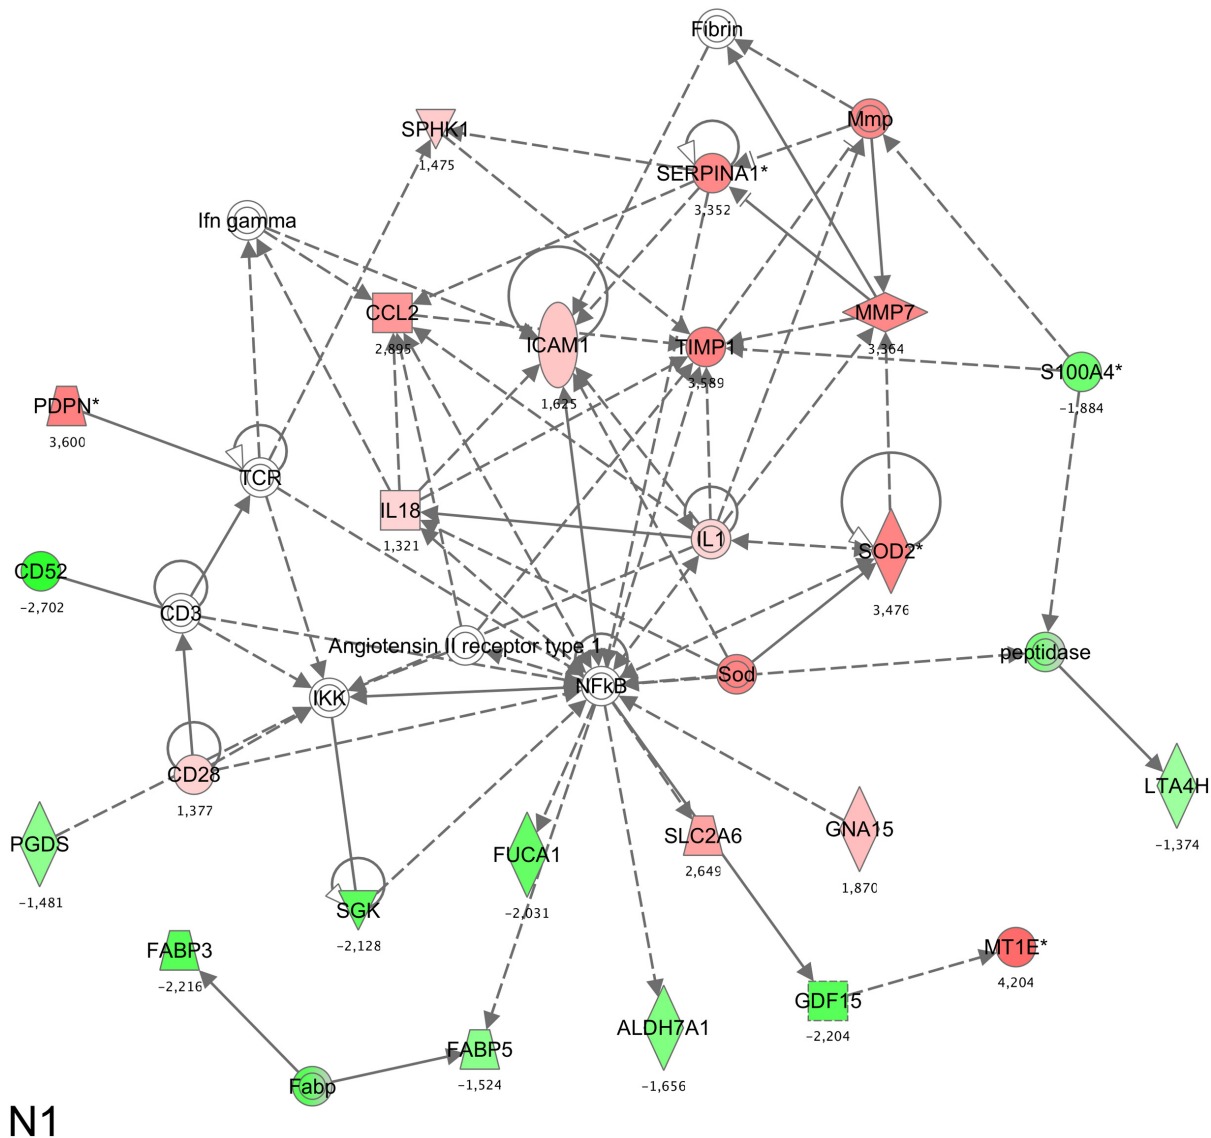 Fibrin
Mmp
SPHK1
1,475
SERPINA1*
3,352
Ifn gamma
CCL2
2,895
ICAM1
1,625
TIMP1
3,589
MMP7
3,364
S100A4*
-1,884
PDPN*
3,600
TCR
IL18
1,321
IL1
SOD2*
3,476
CD52
-2,702
CD3
Angiotensin II receptor type 1
peptidase
NFkB
Sod
IKK
CD28
1,377
LTA4H
-1,374
PGDS
-1,481
FUCA1
-2,031
SLC2A6
2,649
GNA15
1,870
SGK
-2,128
FABP3
-2,216
MT1E*
4,204
GDF15
-2,204
ALDH7A1
-1,656
FABP5
-1,524
Fabp
N1